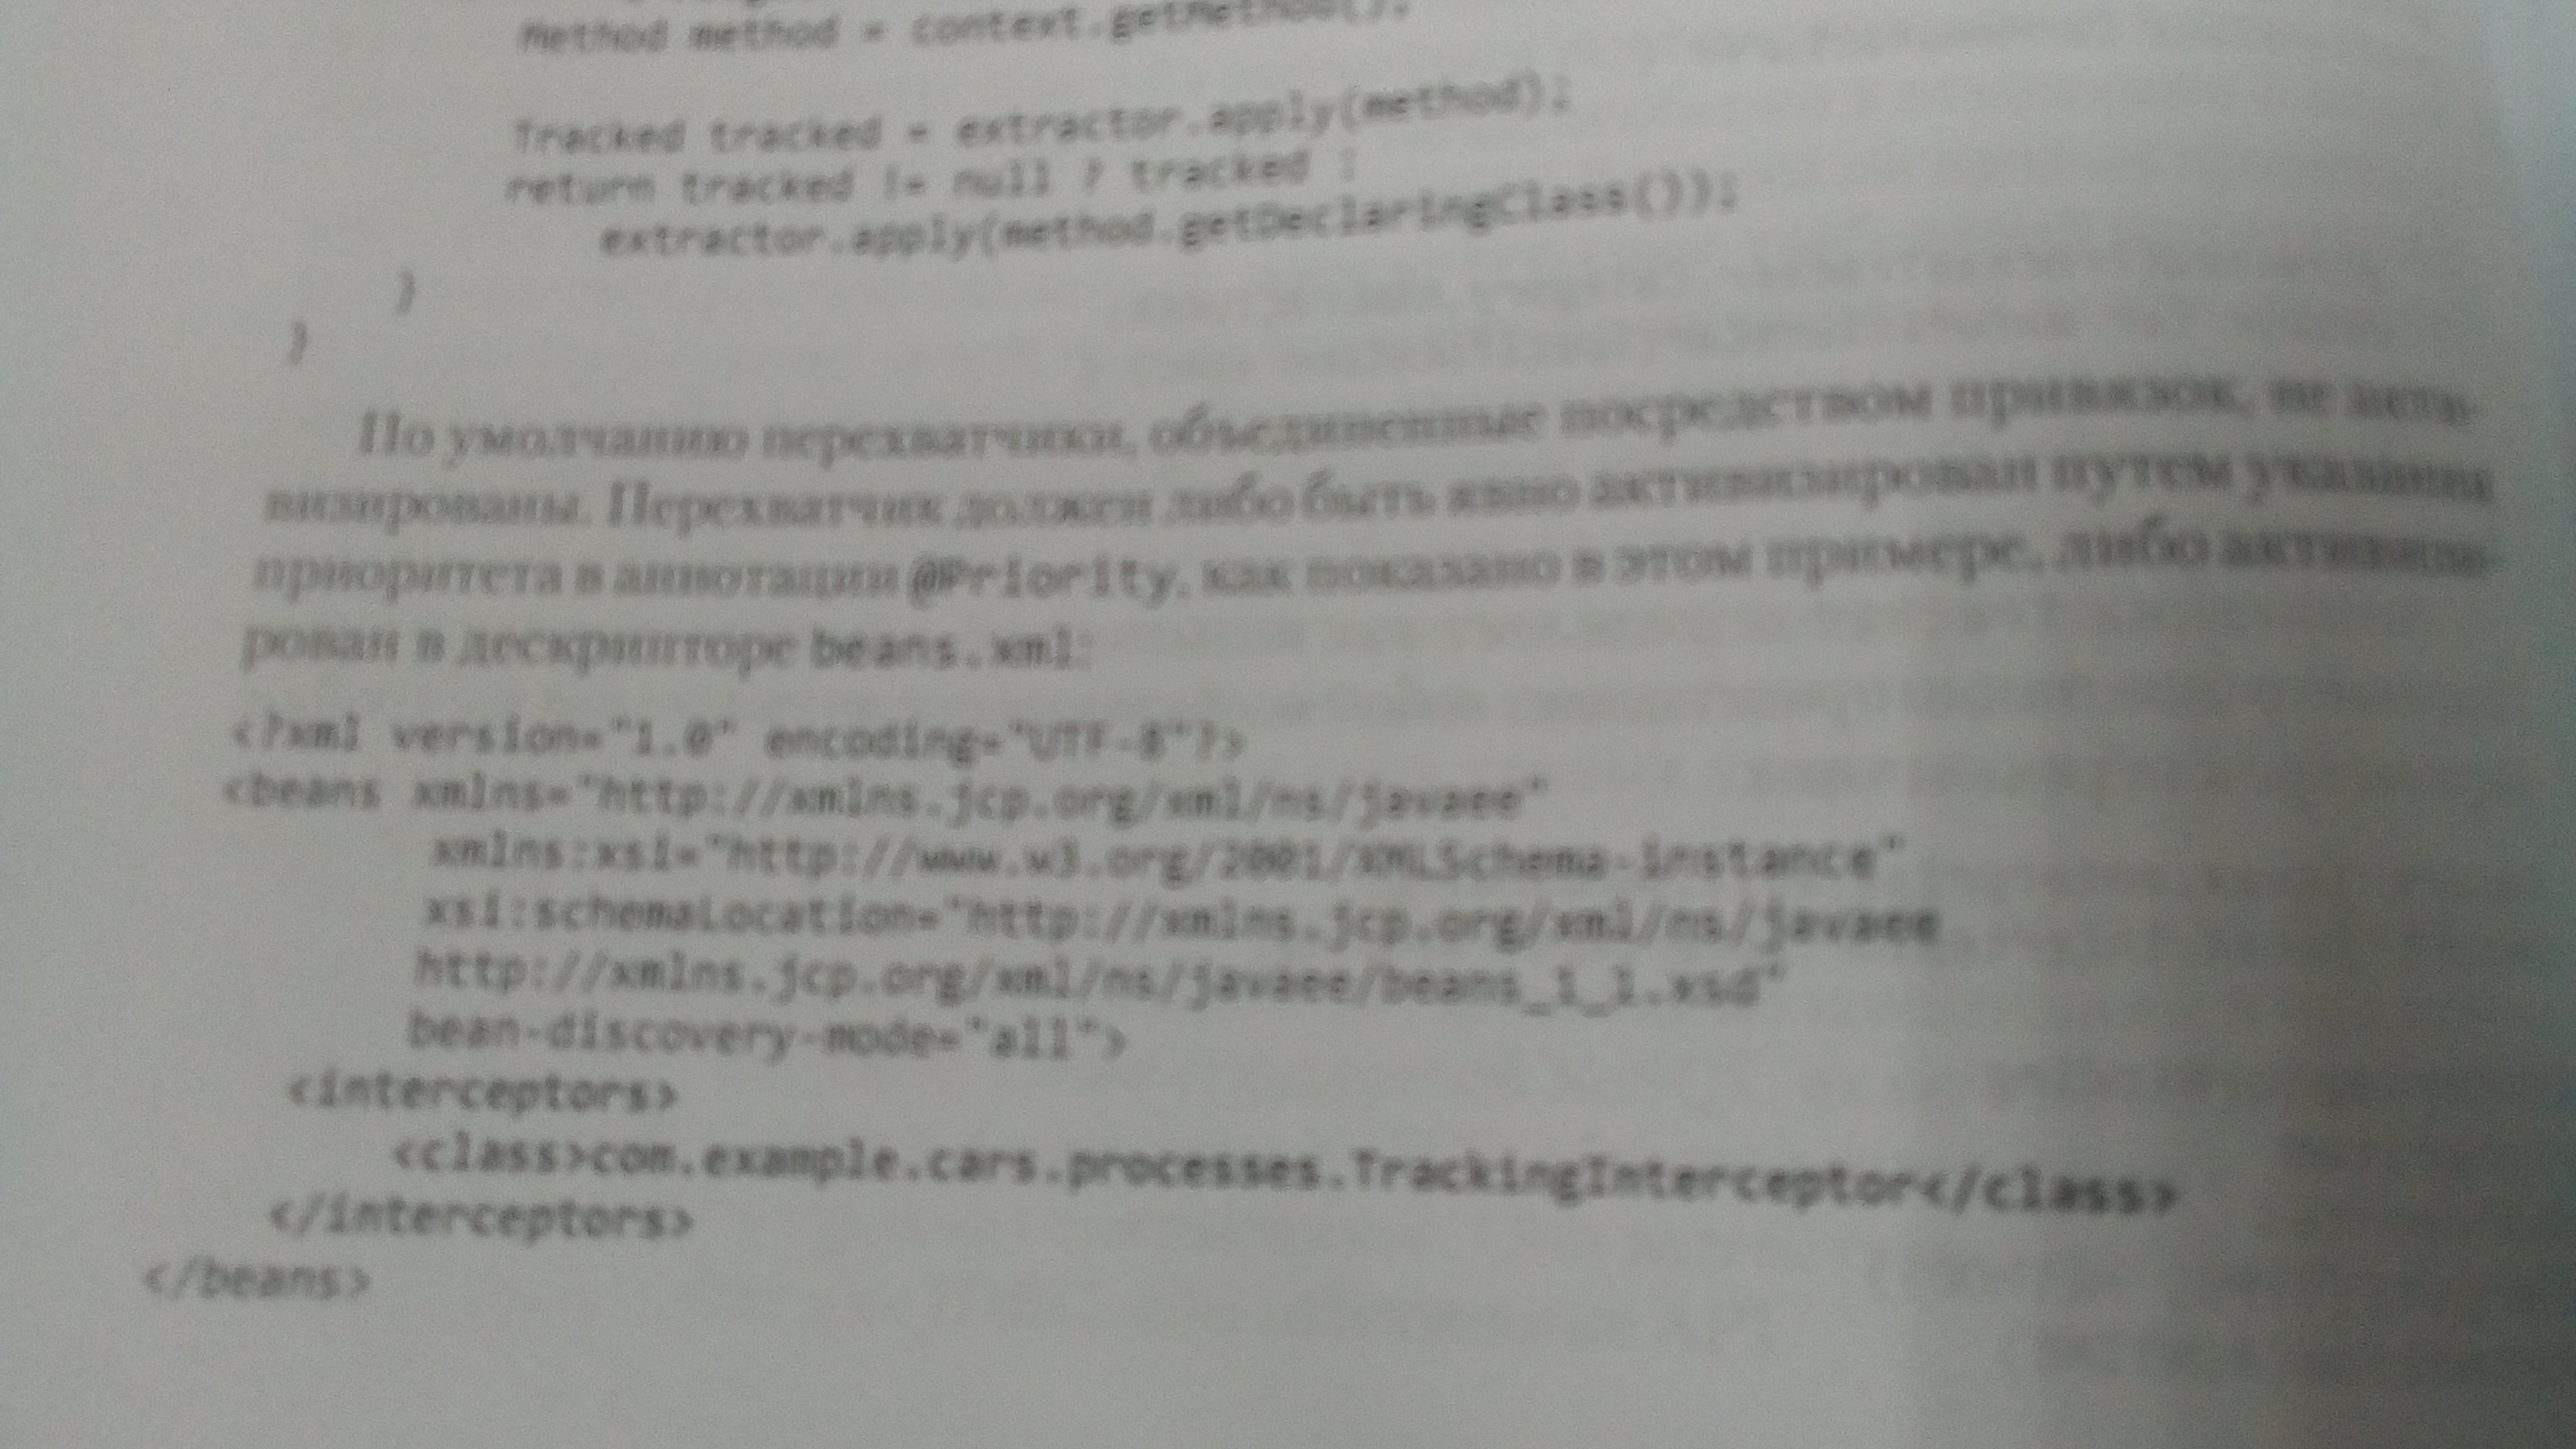 Method method = context.getMethod();
Tracked tracked = extractor.apply(method);
return tracked != null ? tracked :
extractor.apply(method.getDeclaringClass());
}
}
По умолчанию перехватчики, объединенные посредством привязок, не акти-
визированы. Перехватчик должен либо быть явно активизирован путем указания
приоритета в аннотации @Priority, как показано в этом примере, либо активизи-
рован в дескрипторе beans.xml:
<?xml version="1.0" encoding="UTF-8"?>
<beans xmlns="http://xmlns.jcp.org/xml/ns/javaee"
xmlns:xsi="http://www.w3.org/2001/XMLSchema-instance"
xsi:schemaLocation="http://xmlns.jcp.org/xml/ns/javaee
http://xmlns.jcp.org/xml/ns/javaee/beans_1_1.xsd"
bean-discovery-mode="all">
<interceptors>
<class>com.example.cars.processes.TrackingInterceptor</class>
</interceptors>
</beans>